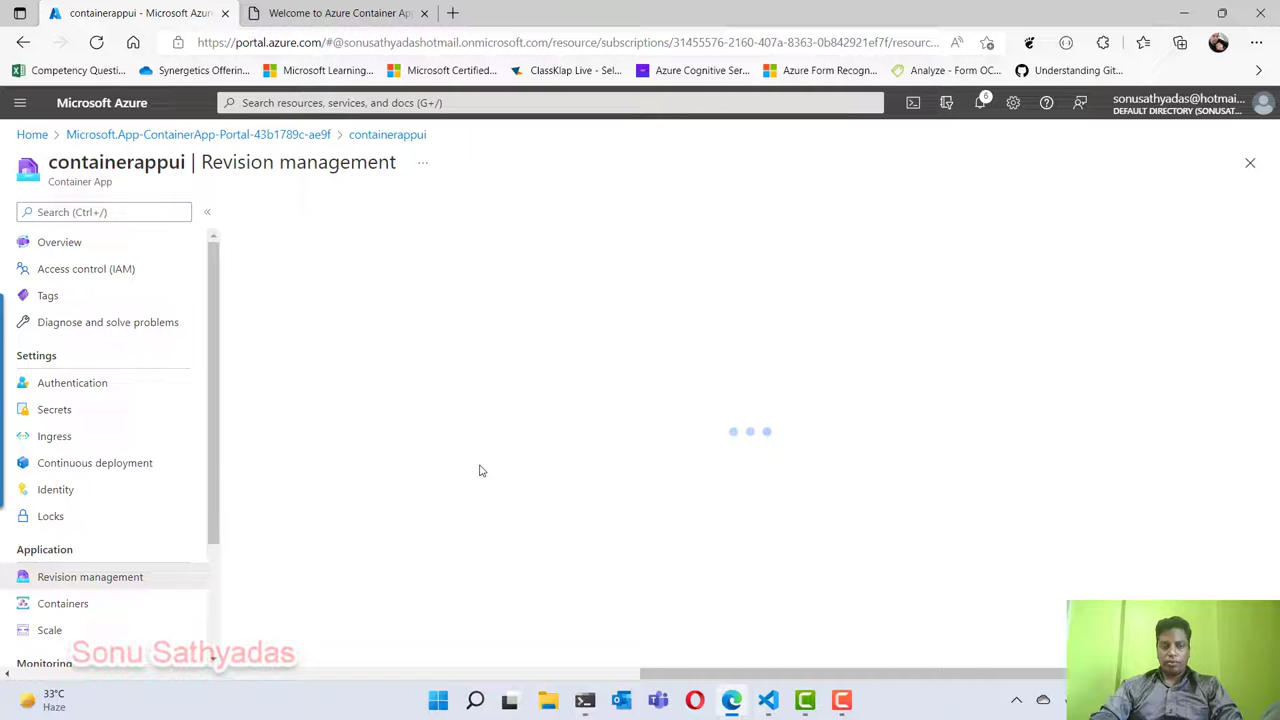 containerappui - Microsoft Azure
Welcome to Azure Container Ap
https://portal.azure.com/#@sonusathyadashotmail.onmicrosoft.com/resource/subscriptions/31455576-2160-407a-8363-0b842921ef7f/resourc...
Company Questi...
Synergetics Offerin...
Microsoft Learning...
Microsoft Certified...
ClassKlap Live - Sel...
Azure Cognitive Ser...
Azure Form Recogn...
Analyze - Form OC...
Understanding Git...
Microsoft Azure
Search resources, services, and docs (G+/)
6
sonusathyadas@hotmai...
DEFAULT DIRECTORY (SONUSAT...
Home > Microsoft.App-ContainerApp-Portal-43b1789c-ae9f > containerappui
containerappui | Revision management ...
Container App
Search (Ctrl+/)
Overview
Access control (IAM)
Tags
Diagnose and solve problems
Settings
Authentication
Secrets
Ingress
Continuous deployment
Identity
Locks
Application
Revision management
Containers
Scale
Monitoring
Sonu Sathyadas
33°C
Haze